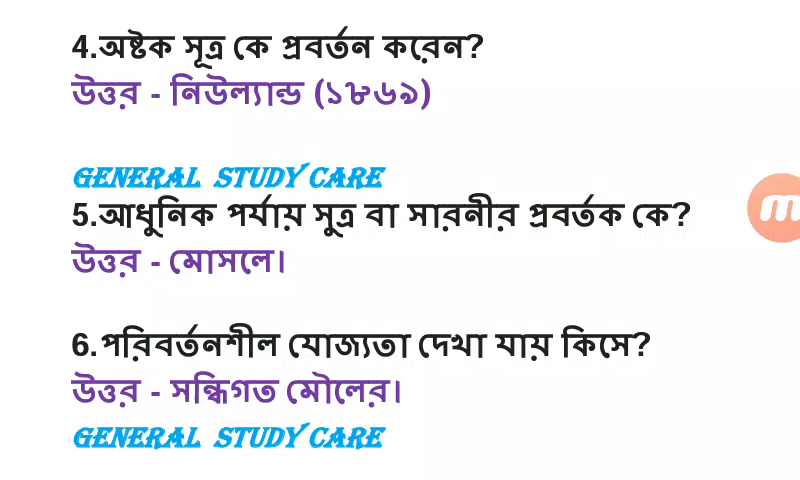 4.অষ্টক সূত্র কে প্রবর্তন করেন?
উত্তর - নিউল্যান্ড (১৮৬৯)
GENERAL STUDY CARE
5.আধুনিক পর্যায় সুত্র বা সারনীর প্রবর্তক কে?
উত্তর - মোসলে।
6.পরিবর্তনশীল যোজ্যতা দেখা যায় কিসে?
উত্তর - সন্ধিগত মৌলের।
GENERAL STUDY CARE